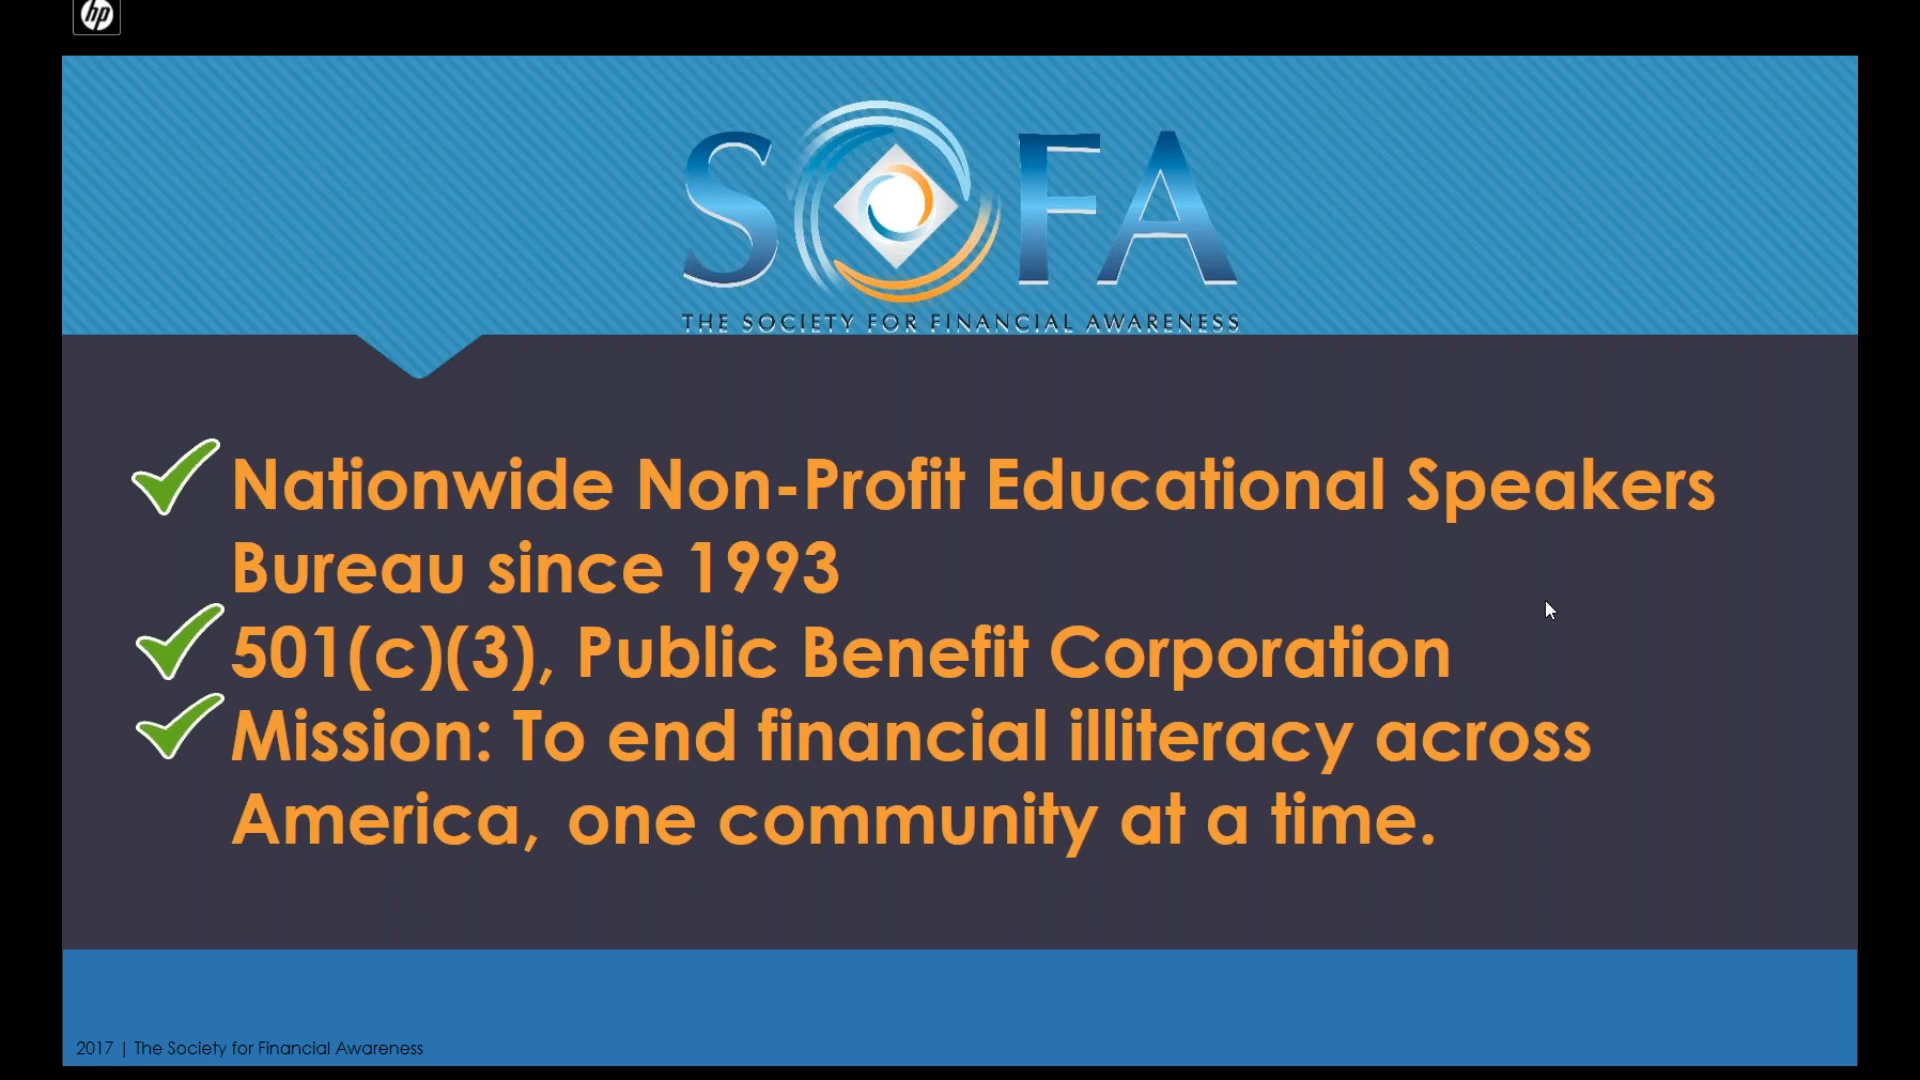 hp
SOFA
THE SOCIETY FOR FINANCIAL AWARENESS
Nationwide Non-Profit Educational Speakers
Bureau since 1993
501(c)(3), Public Benefit Corporation
Mission: To end financial illiteracy across
America, one community at a time.
2017 | The Society for Financial Awareness